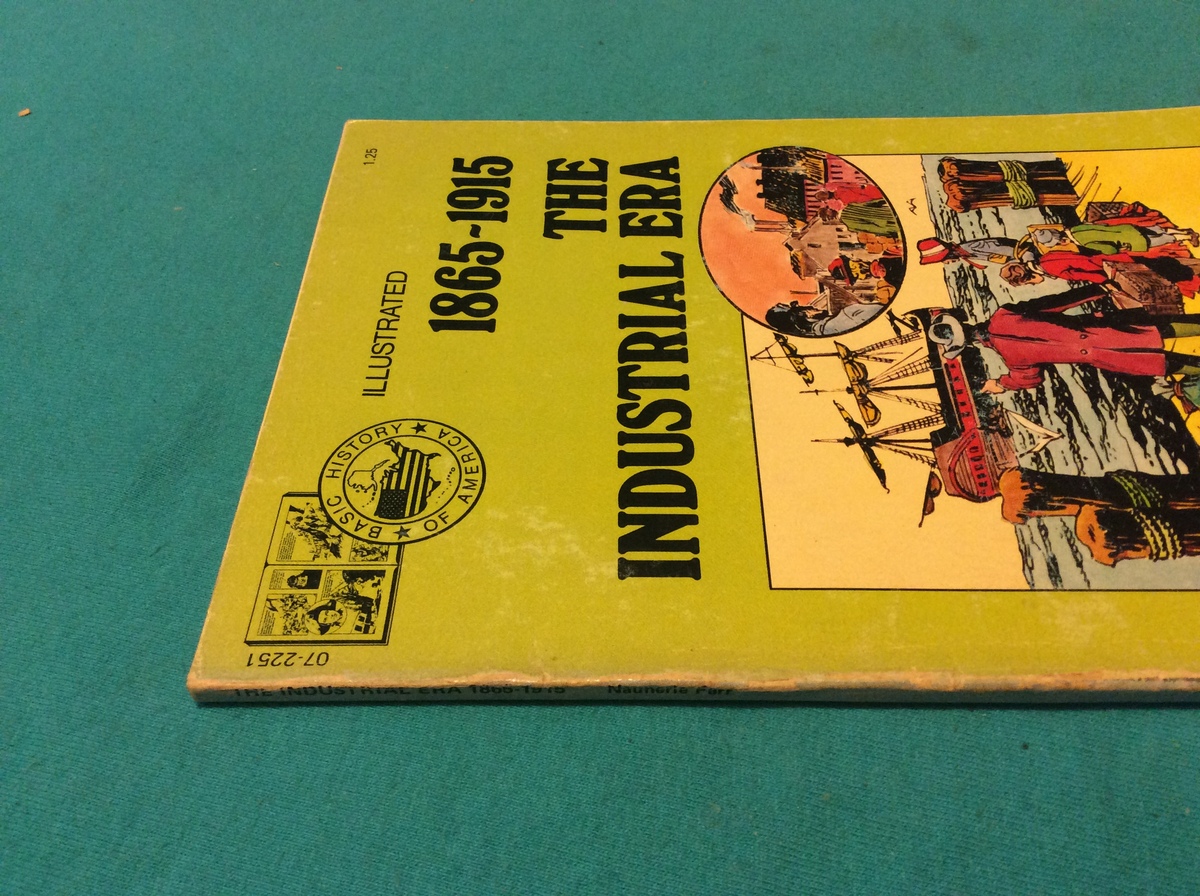 1.25
ILLUSTRATED
1865-1915
THE
INDUSTRIAL ERA
BASIC HISTORY
OF AMERICA
07-2251
THE INDUSTRIAL ERA 1865-1915 Naunerle Farr